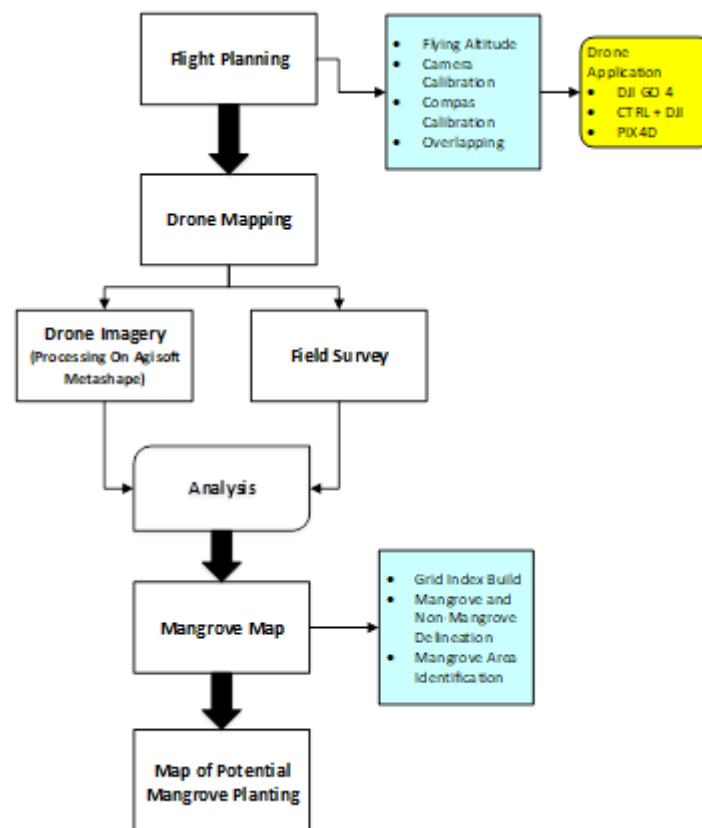 Flight Planning
• Flying Altitude
• Camera
Calibration
• Compas
Calibration
• Overlapping
Drone
Application
• DJI GO 4
• CTRL + DJI
• PIX4D
Drone Mapping
Drone Imagery
(Processing On Agisoft
Metashape)
Field Survey
Analysis
Mangrove Map
• Grid Index Build
• Mangrove and
Non-Mangrove
Delineation
• Mangrove Area
Identification
Map of Potential
Mangrove Planting